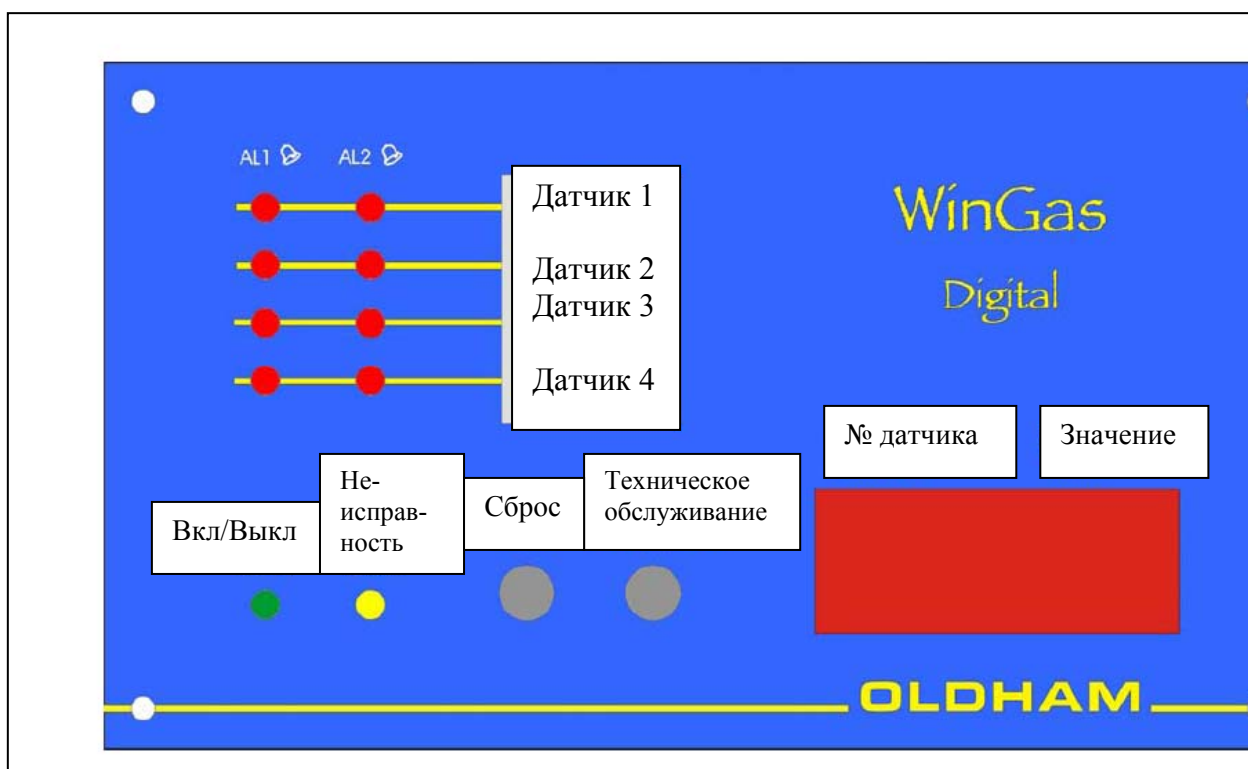 AL1 AL2
Датчик 1
Датчик 2
Датчик 3
Датчик 4
WinGas
Digital
№ датчика
Значение
Вкл/Выкл
Не-
исправ-
ность
Сброс
Техническое
обслуживание
OLDHAM